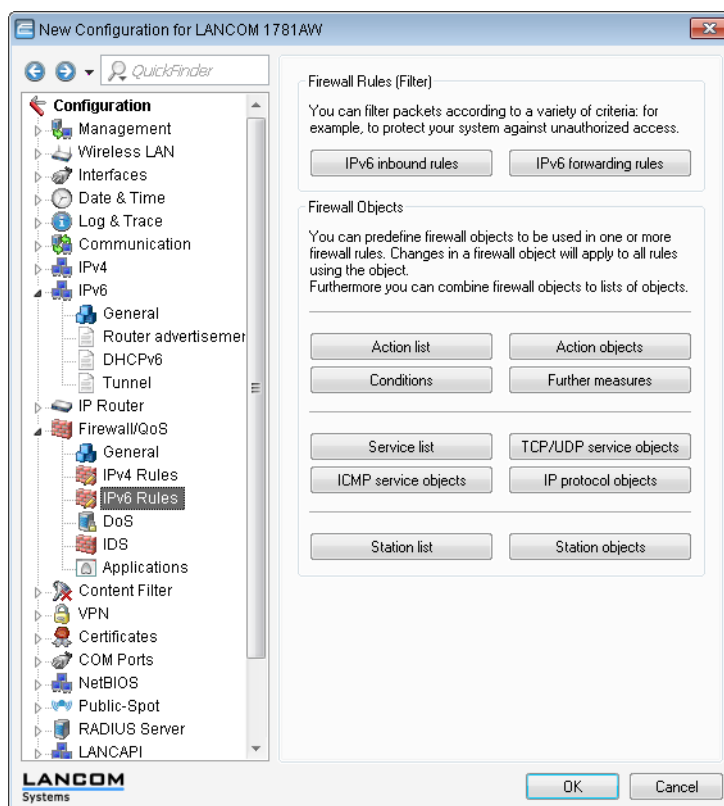 New Configuration for LANCOM 1781AW
QuickFinder
Configuration
Management
Wireless LAN
Interfaces
Date & Time
Log & Trace
Communication
IPv4
IPv6
General
Router advertisemer
DHCPv6
Tunnel
IP Router
Firewall/QoS
General
IPv4 Rules
IPv6 Rules
DoS
IDS
Applications
Content Filter
VPN
Certificates
COM Ports
NetBIOS
Public-Spot
RADIUS Server
LANCAPI
Firewall Rules (Filter)
You can filter packets according to a variety of criteria: for
example, to protect your system against unauthorized access.
IPv6 inbound rules
IPv6 forwarding rules
Firewall Objects
You can predefine firewall objects to be used in one or more
firewall rules. Changes in a firewall object will apply to all rules
using the object.
Furthermore you can combine firewall objects to lists of objects.
Action list
Action objects
Conditions
Further measures
Service list
TCP/UDP service objects
ICMP service objects
IP protocol objects
Station list
Station objects
LANCOM
Systems
OK
Cancel